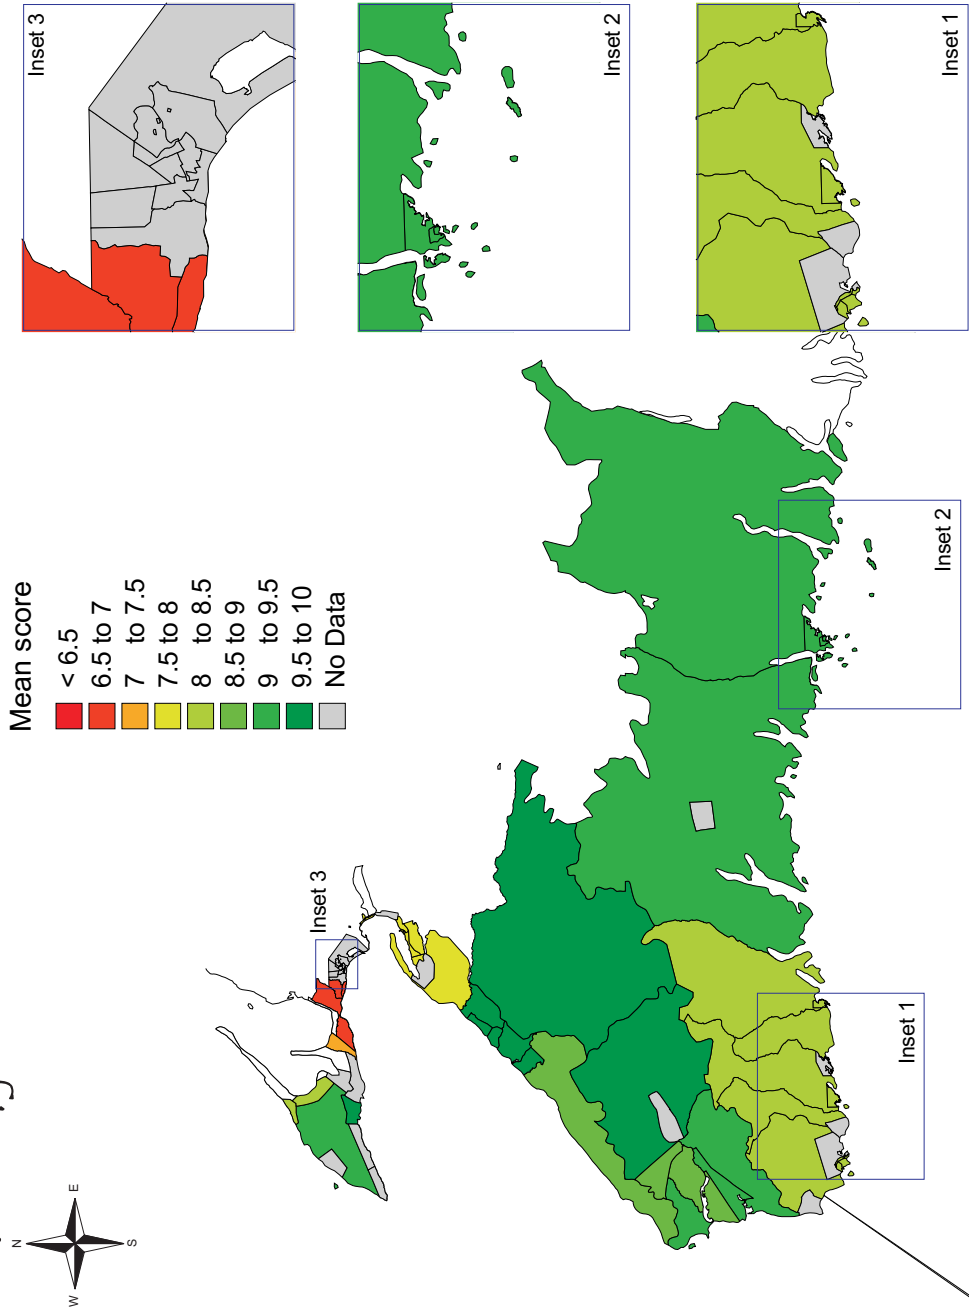 Mean score
< 6.5
6.5 to 7
7 to 7.5
7.5 to 8
8 to 8.5
8.5 to 9
9 to 9.5
9.5 to 10
No Data
N
W
E
S
Inset 3
Inset 2
Inset 1
Inset 3
Inset 2
Inset 1